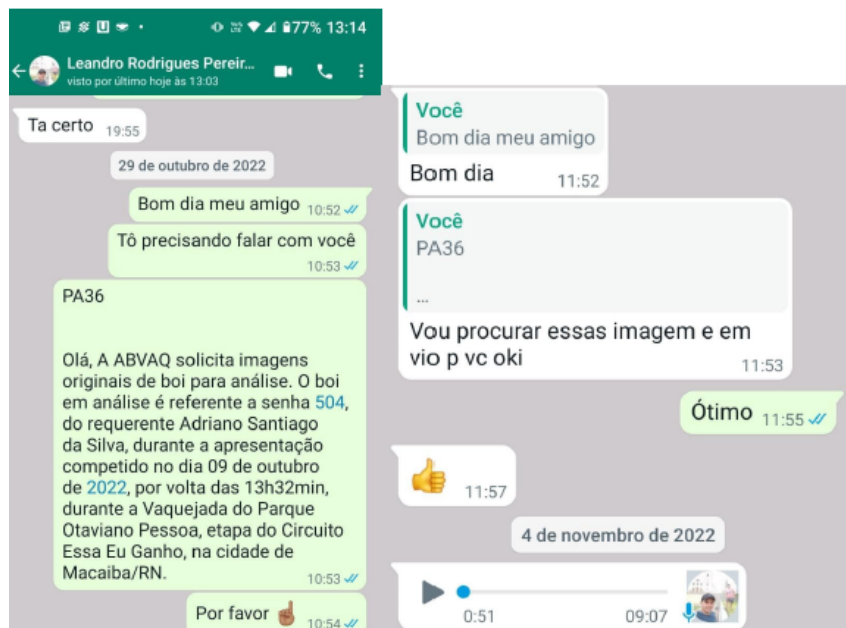 77% 13:14
Leandro Rodrigues Pereir...
visto por último hoje às 13:03
Ta certo 19:55
29 de outubro de 2022
Bom dia meu amigo 10:52
Tô precisando falar com você
10:53
PA36
Olá, A ABVAQ solicita imagens
originais de boi para análise. O boi
em análise é referente a senha 504,
do requerente Adriano Santiago
da Silva, durante a apresentação
competido no dia 09 de outubro
de 2022, por volta das 13h32min,
durante a Vaquejada do Parque
Otaviano Pessoa, etapa do Circuito
Essa Eu Ganho, na cidade de
Macaiba/RN.
10:53
Por favor 10:54
Você
Bom dia meu amigo
Bom dia 11:52
Você
PA36
...
Vou procurar essas imagem e em
vio p vc oki
11:53
Ótimo 11:55
11:57
4 de novembro de 2022
0:51 09:07